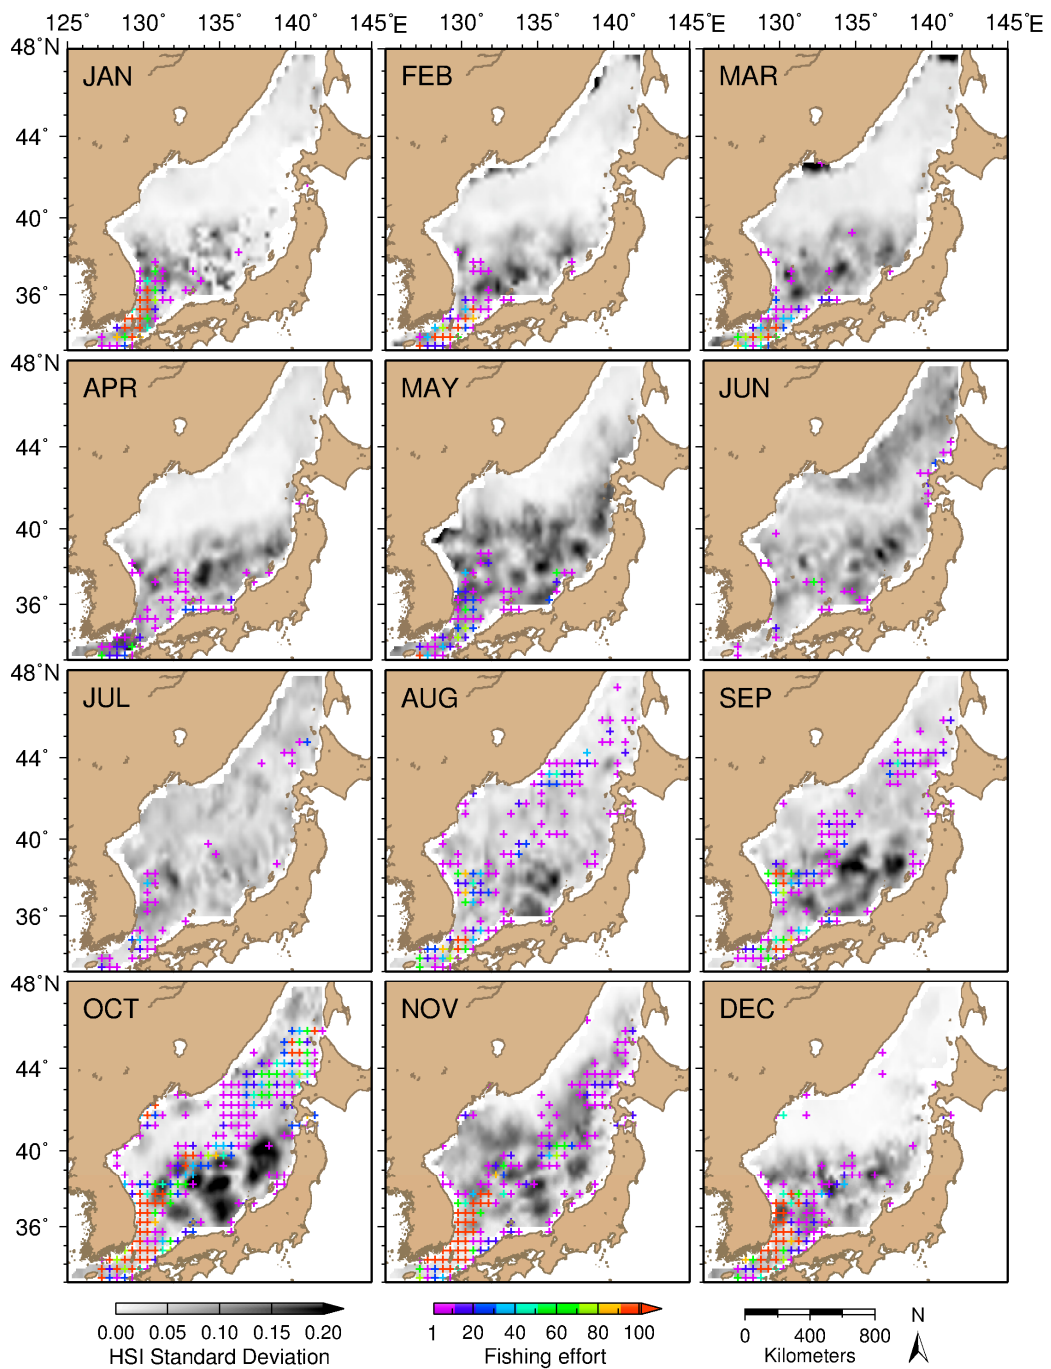 125 130° 135° 140° 145°E 130° 135° 140° 145°E 130° 135° 140° 145°E
48°N
JAN FEB MAR
44°
40°
36°
48°N
APR MAY JUN
44°
40°
36°
48°N
JUL AUG SEP
44°
40°
36°
48°N
OCT NOV DEC
44°
40°
36°
0.00 0.05 0.10 0.15 0.20
HSI Standard Deviation
1 20 40 60 80 100
Fishing effort
N
0 400 800
Kilometers